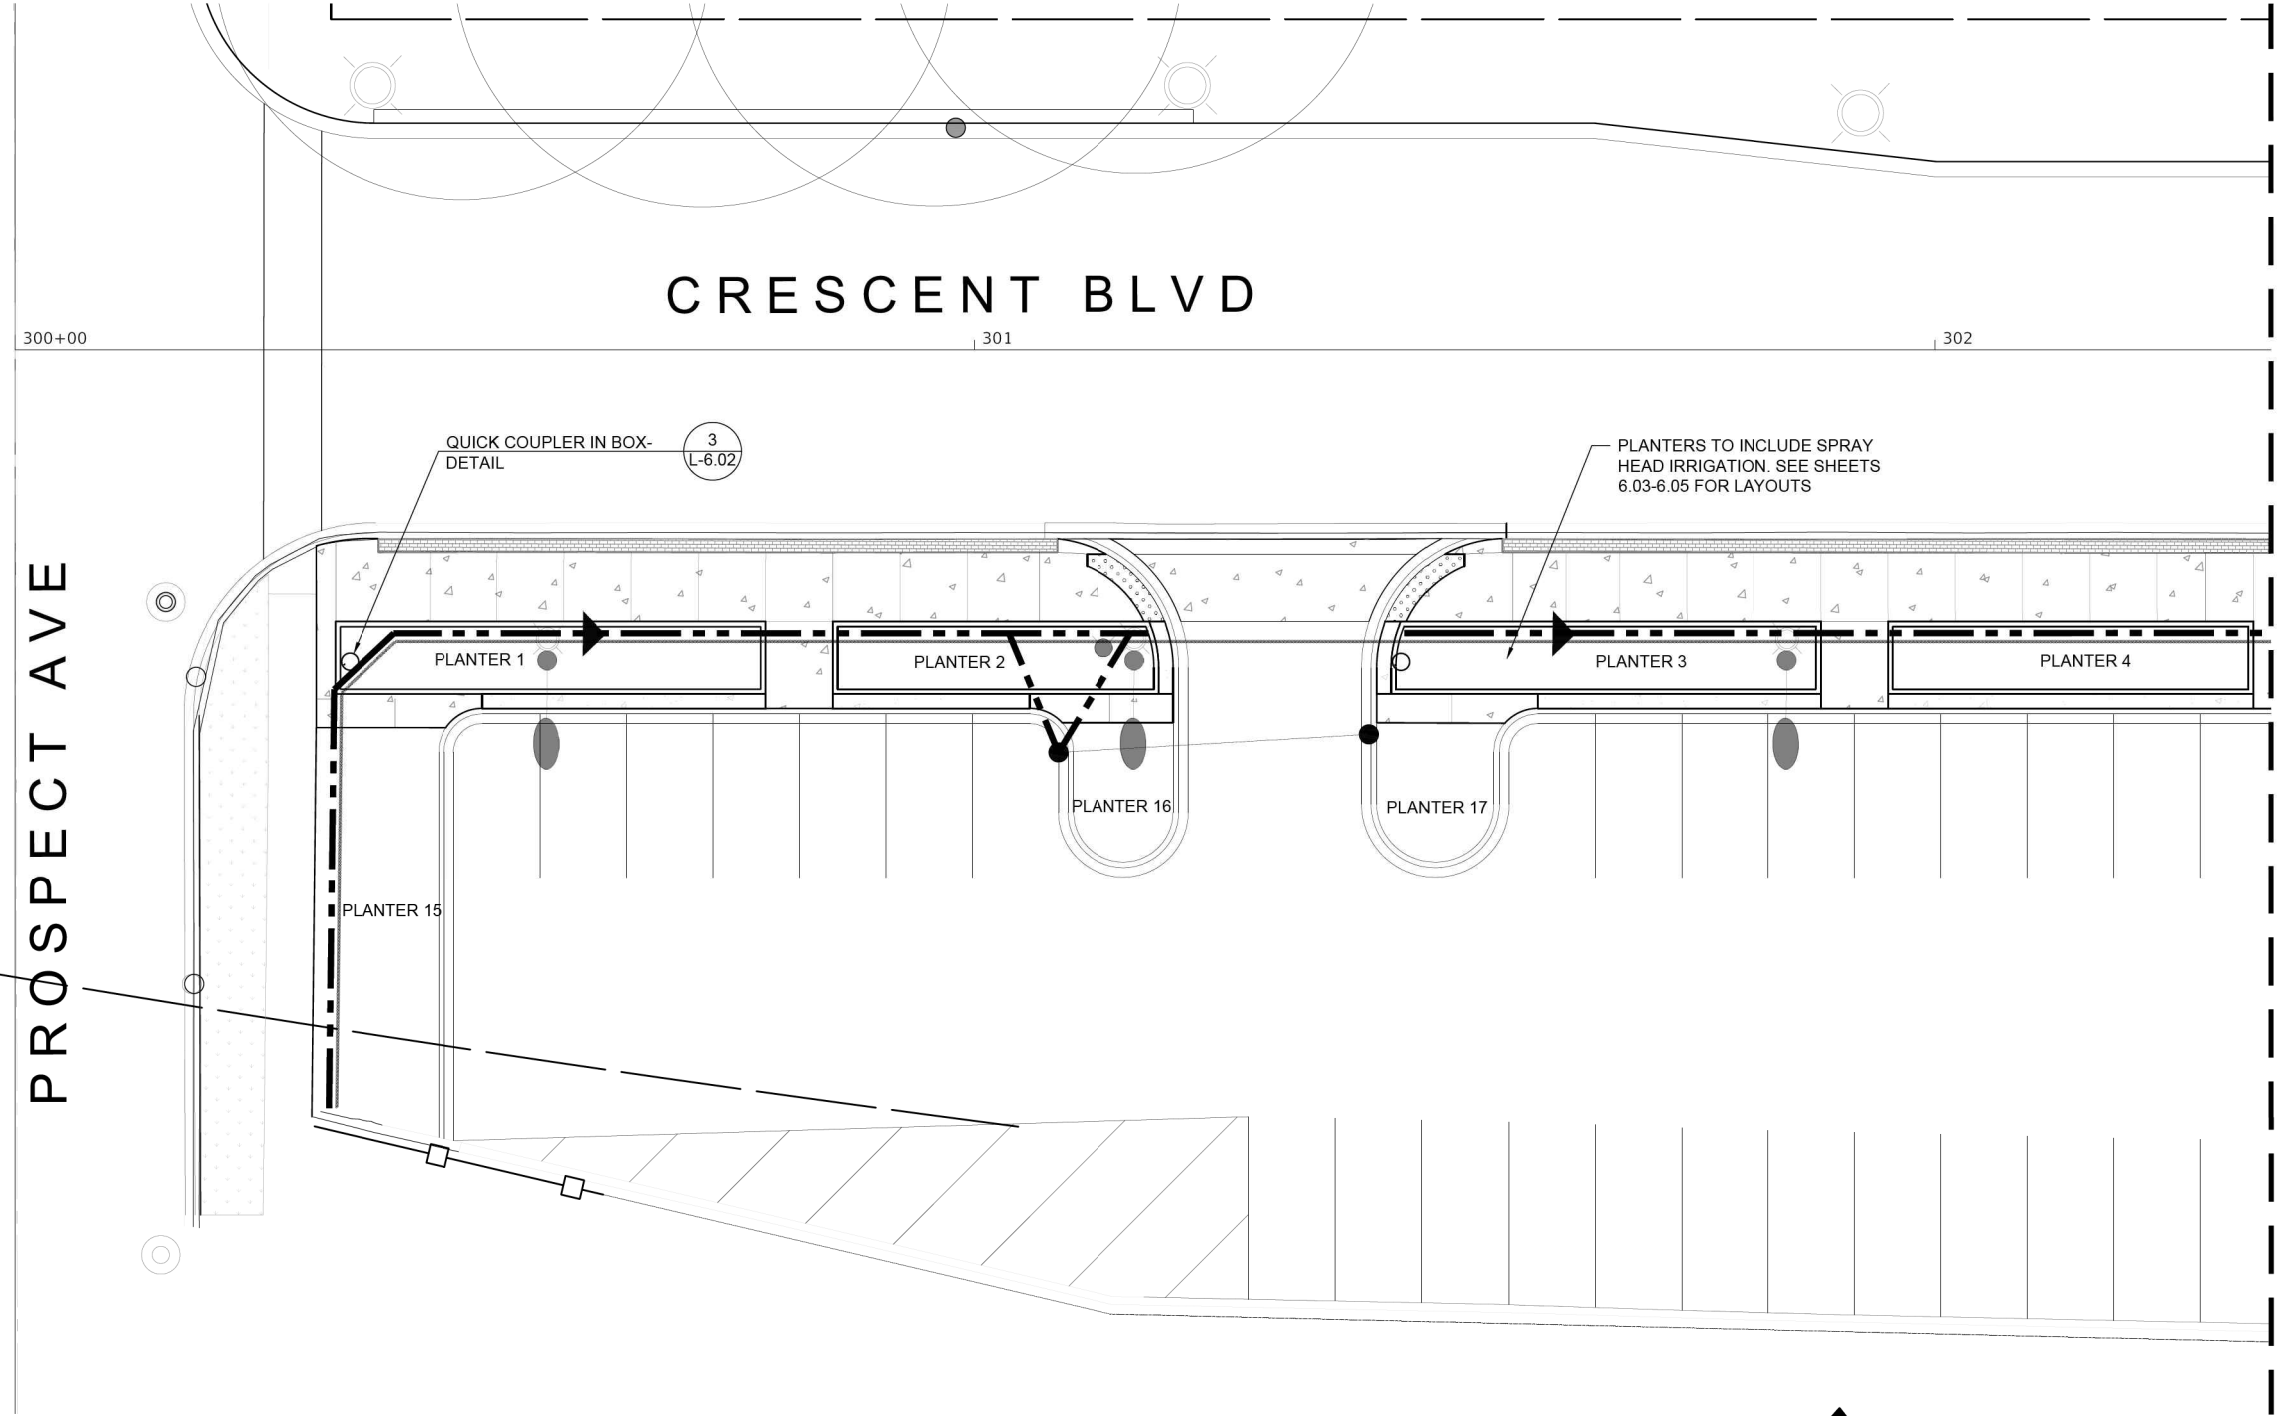 CRESCENT BLVD
300+00
301
302
QUICK COUPLER IN BOX-
DETAIL
3
L-6.02
PLANTERS TO INCLUDE SPRAY
HEAD IRRIGATION. SEE SHEETS
6.03-6.05 FOR LAYOUTS
PROSPECT AVE
PLANTER 1
PLANTER 2
PLANTER 3
PLANTER 4
PLANTER 16
PLANTER 17
PLANTER 15